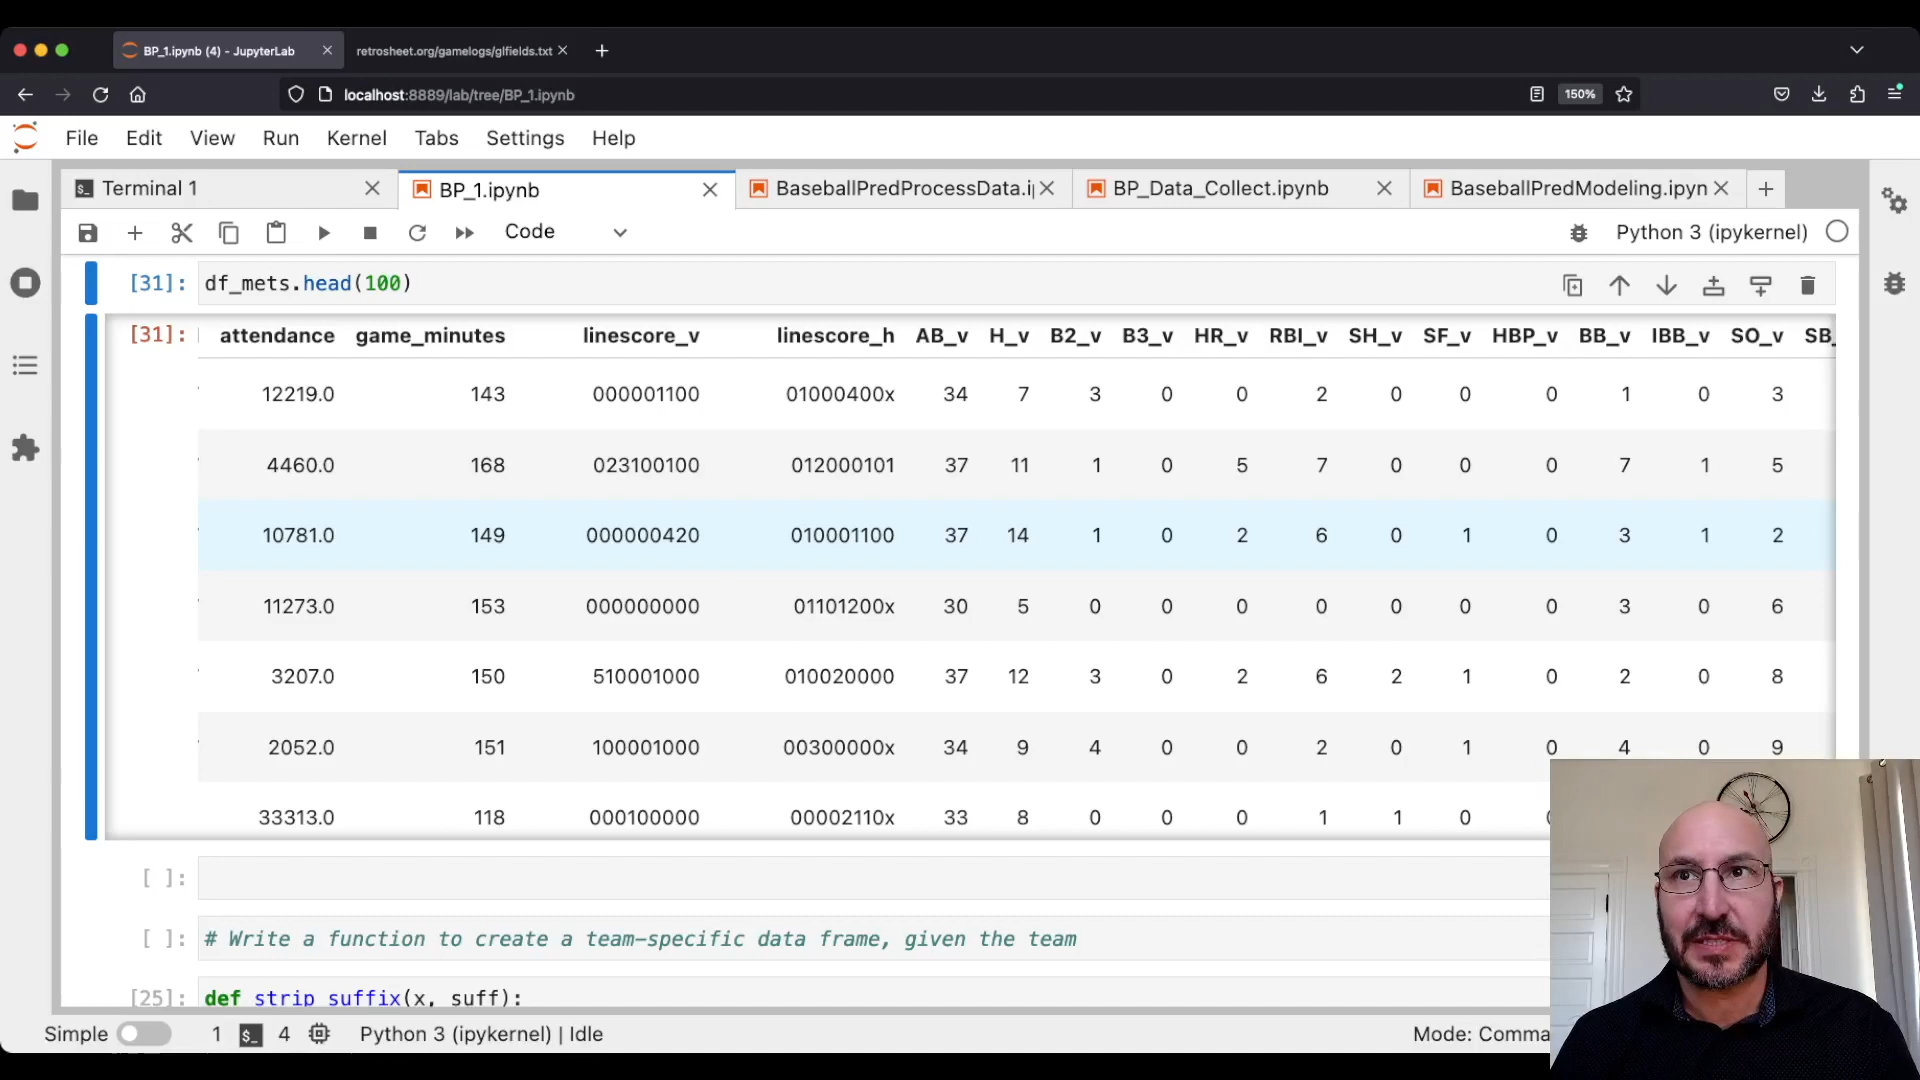 BP_1.ipynb (4) - JupyterLab
retrosheet.org/gamelogs/glfields.txt
localhost:8889/lab/tree/BP_1.ipynb
150%
File Edit View Run Kernel Tabs Settings Help
Terminal 1
BP_1.ipynb
BaseballPredProcessData.i
BP_Data_Collect.ipynb
BaseballPredModeling.ipyn
Code
Python 3 (ipykernel)
[31]: df_mets.head(100)
[31]: attendance game_minutes linescore_v linescore_h AB_v H_v B2_v B3_v HR_v RBI_v SH_v SF_v HBP_v BB_v IBB_v SO_v SB_
12219.0 143 000001100 01000400x 34 7 3 0 0 2 0 0 0 1 0 3
4460.0 168 023100100 012000101 37 11 1 0 5 7 0 0 0 7 1 5
10781.0 149 000000420 010001100 37 14 1 0 2 6 0 1 0 3 1 2
11273.0 153 000000000 01101200x 30 5 0 0 0 0 0 0 0 3 0 6
3207.0 150 510001000 010020000 37 12 3 0 2 6 2 1 0 2 0 8
2052.0 151 100001000 00300000x 34 9 4 0 0 2 0 1 0 4 0 9
33313.0 118 000100000 00002110x 33 8 0 0 0 1 1 0
[ ]:
[ ]: # Write a function to create a team-specific data frame, given the team
[25]: def strip_suffix(x, suff):
Simple 1 $_ 4 Python 3 (ipykernel) | Idle Mode: Comma